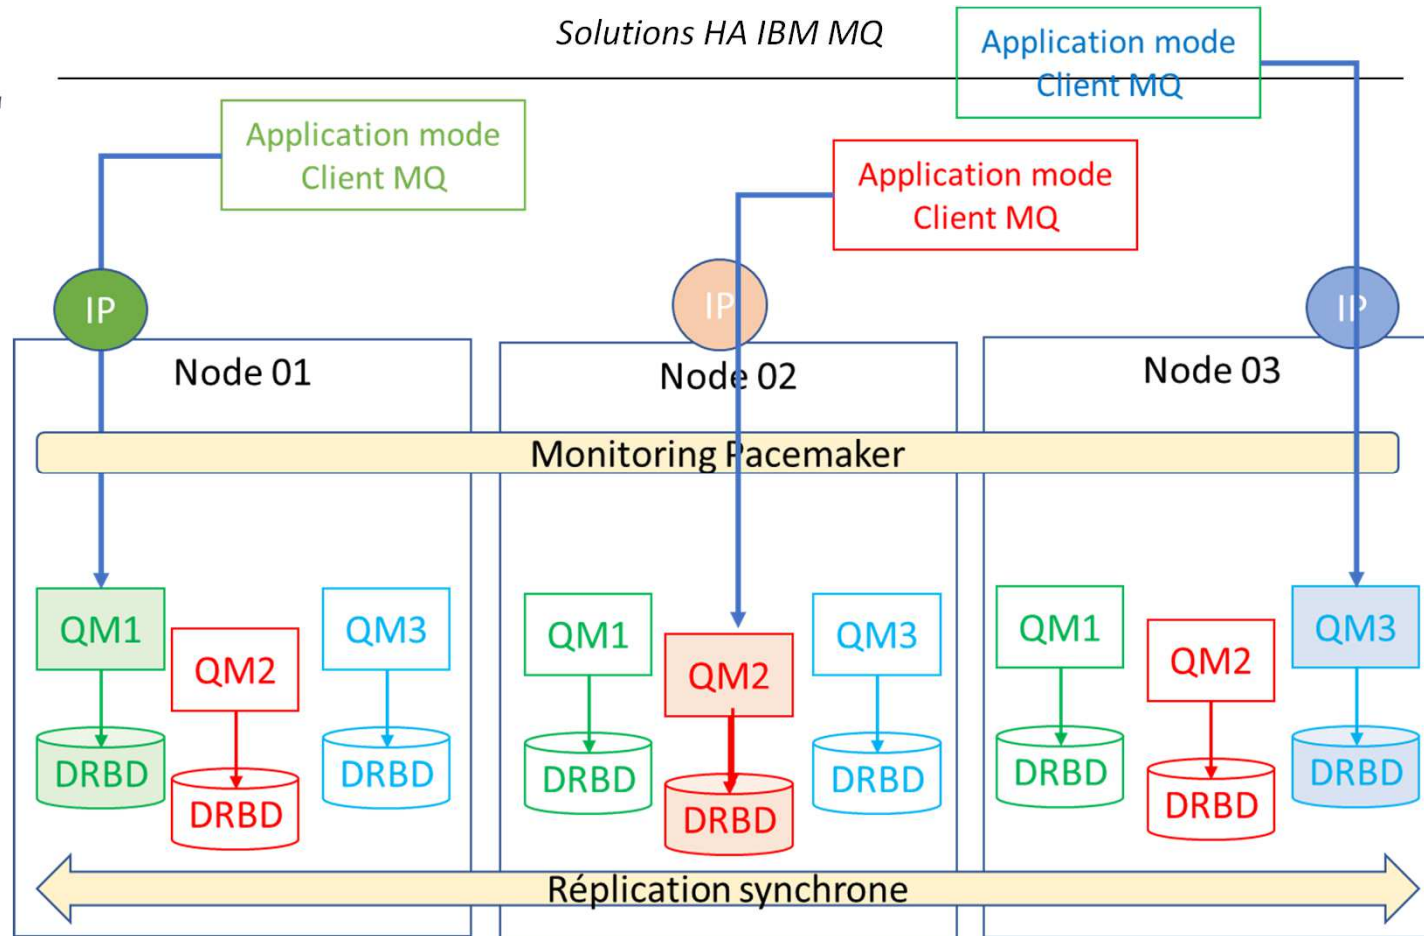 Solutions HA IBM MQ
Application mode
Client MQ
Application mode
Client MQ
Application mode
Client MQ
IP
IP
IP
Node 01
Node 02
Node 03
Monitoring Pacemaker
QM1
QM2
QM3
QM1
QM2
QM3
QM1
QM2
QM3
DRBD
DRBD
DRBD
DRBD
DRBD
DRBD
DRBD
DRBD
DRBD
Réplication synchrone